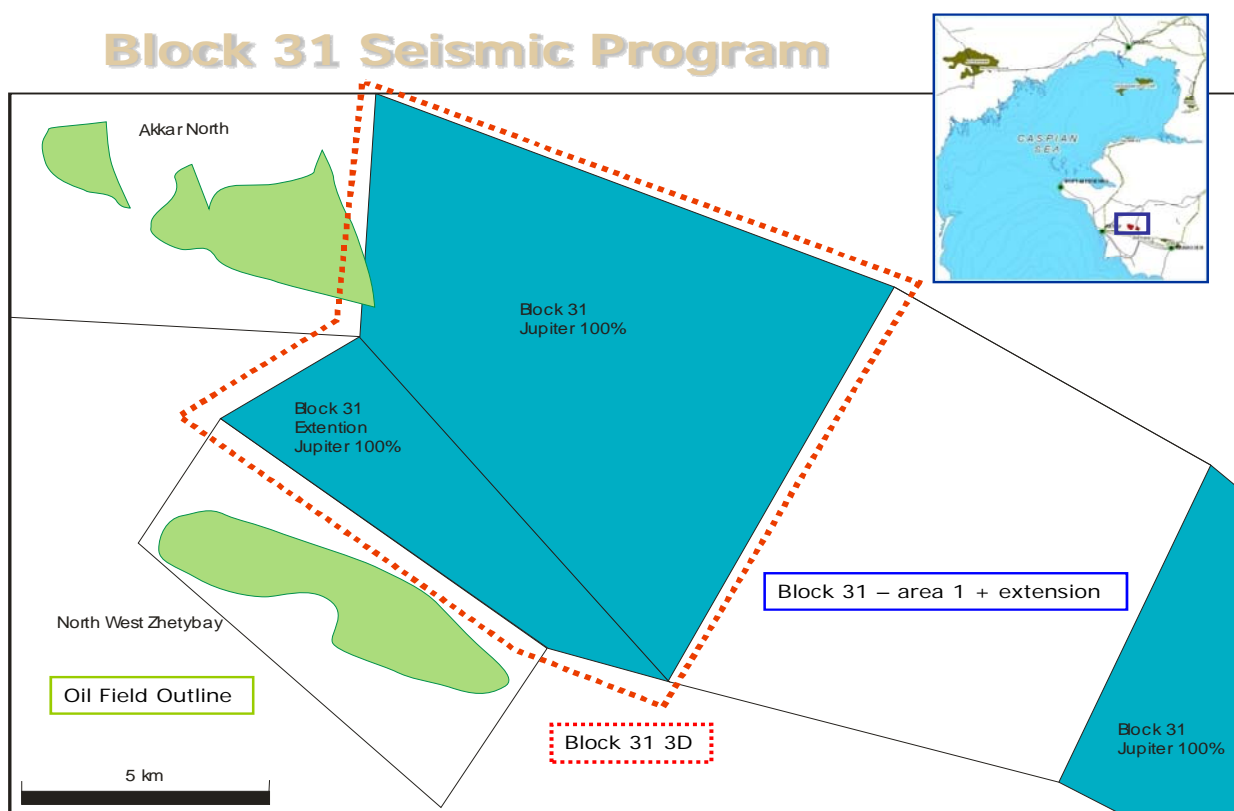 Block 31 Seismic Program
Akkar North
CASPIAN
SEA
Block 31
Jupiter 100%
Block 31
Extention
Jupiter 100%
Block 31 – area 1 + extension
North West Zhetybay
Oil Field Outline
Block 31 3D
Block 31
Jupiter 100%
5 km